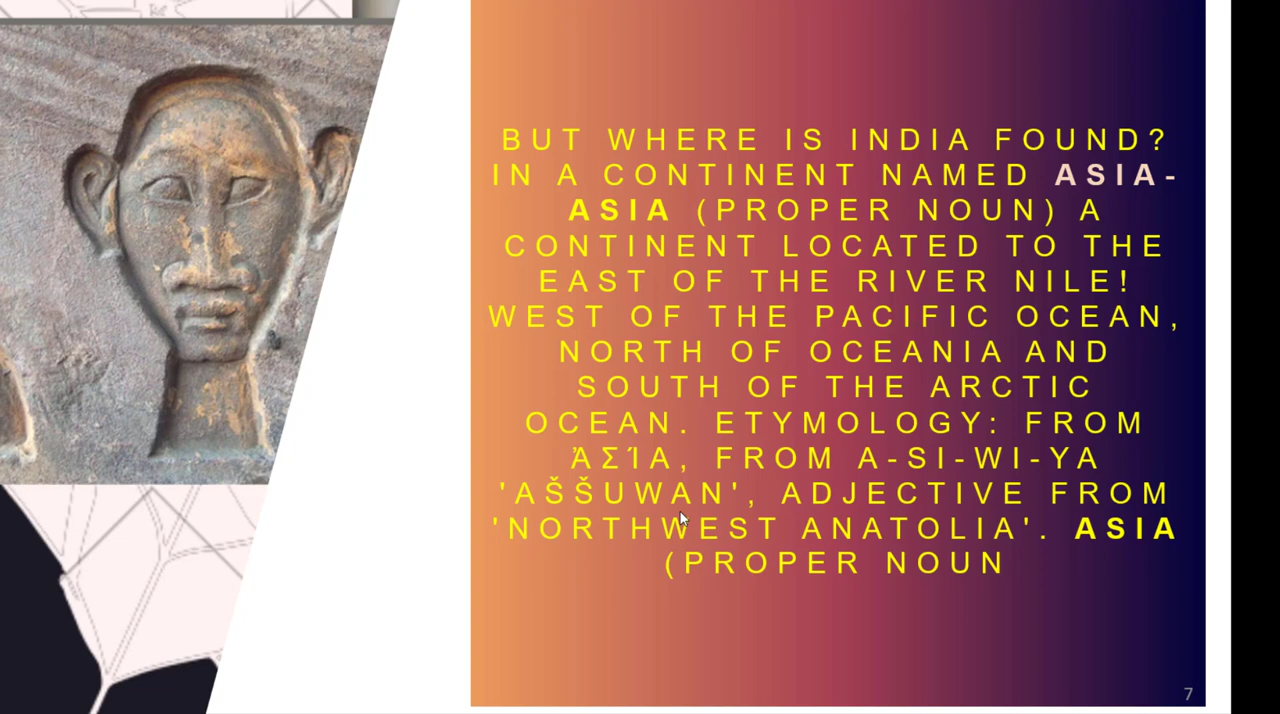 BUT WHERE IS INDIA FOUND?
IN A CONTINENT NAMED ASIA-
ASIA (PROPER NOUN) A
CONTINENT LOCATED TO THE
EAST OF THE RIVER NILE!
WEST OF THE PACIFIC OCEAN,
NORTH OF OCEANIA AND
SOUTH OF THE ARCTIC
OCEAN. ETYMOLOGY: FROM
ἈΣΊΑ, FROM A-SI-WI-YA
'AŠŠUWAN', ADJECTIVE FROM
'NORTHWEST ANATOLIA'. ASIA
(PROPER NOUN
7